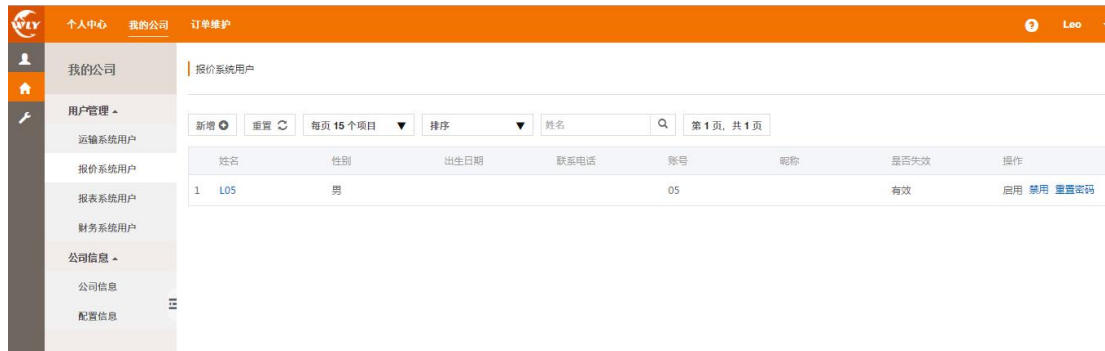 WLY 个人中心 我的公司 订单维护 ? Leo
我的公司
报价系统用户
用户管理
新增 重置 每页 15 个项目 排序 姓名 第 1 页, 共 1 页
运输系统用户
姓名 性别 出生日期 联系电话 账号 昵称 是否失效 操作
报价系统用户
1 L05 男 05 有效 启用 禁用 重置密码
报表系统用户
财务系统用户
公司信息
公司信息
配置信息